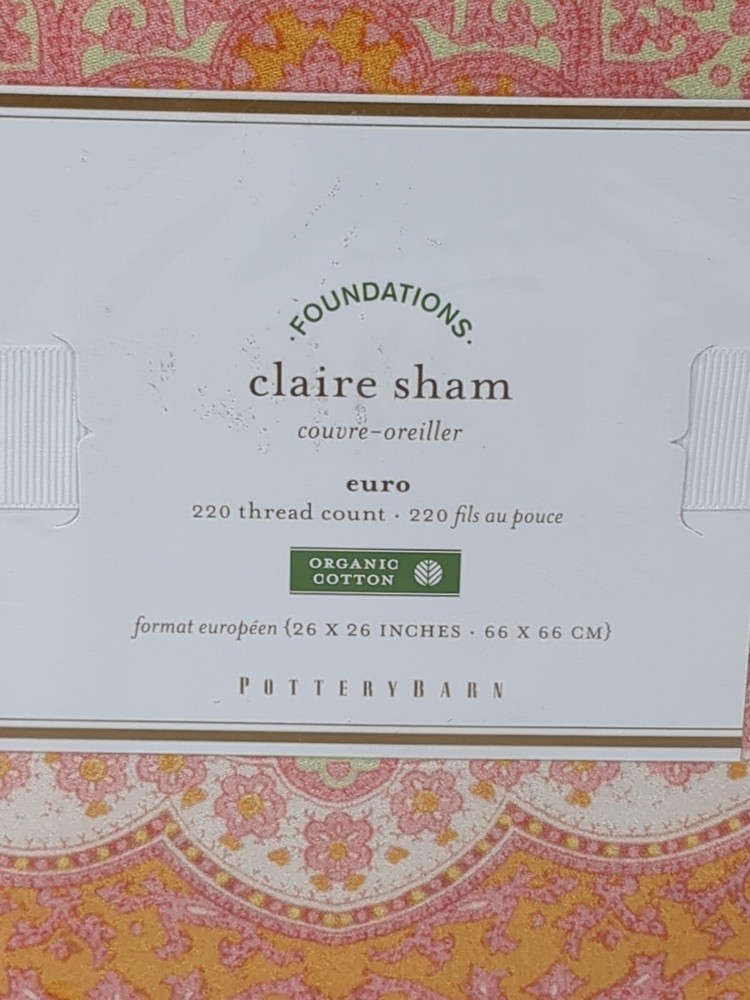 ·FOUNDATIONS.
claire sham
couvre-oreiller
euro
220 thread count · 220 fils au pouce
ORGANIC
COTTON
format européen {26 X 26 INCHES · 66 X 66 CM}
POTTERYBARN